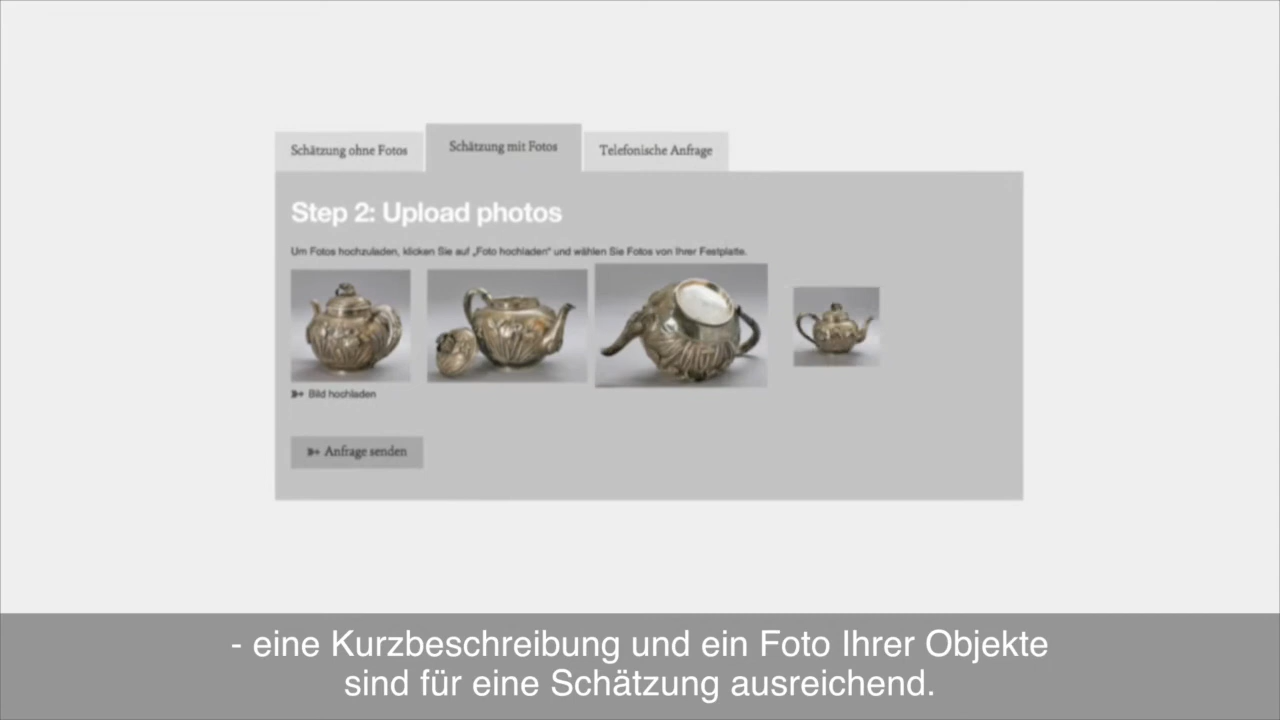 Schätzung ohne Fotos
Schätzung mit Fotos
Telefonische Anfrage
Step 2: Upload photos
Um Fotos hochzuladen, klicken Sie auf „Foto hochladen“ und wählen Sie Fotos von Ihrer Festplatte.
Bild hochladen
Anfrage senden
- eine Kurzbeschreibung und ein Foto Ihrer Objekte
sind für eine Schätzung ausreichend.